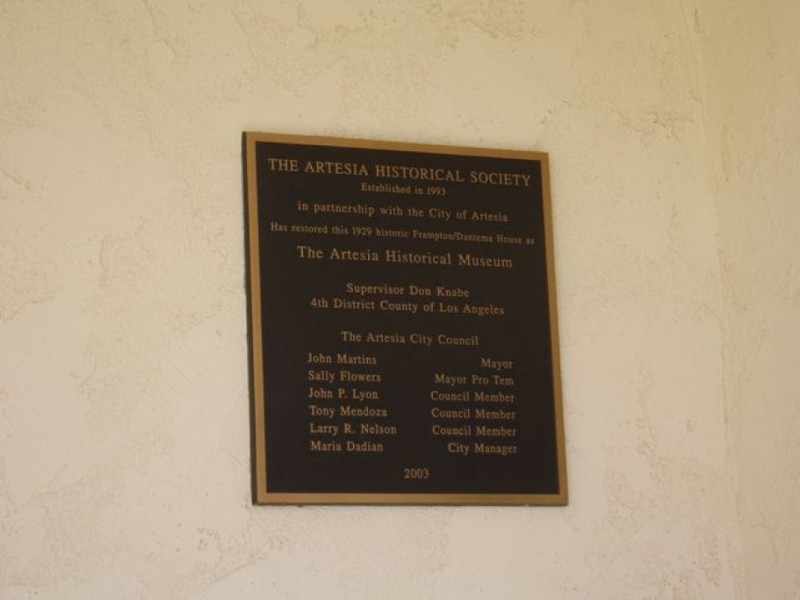 THE ARTESIA HISTORICAL SOCIETY
Established in 1993
in partnership with the City of Artesia
Has restored this 1929 historic Frampton/Dantema House as
The Artesia Historical Museum
Supervisor Don Knabe
4th District County of Los Angeles
The Artesia City Council
John Martins Mayor
Sally Flowers Mayor Pro Tem
John P. Lyon Council Member
Tony Mendoza Council Member
Larry R. Nelson Council Member
Maria Dadian City Manager
2003